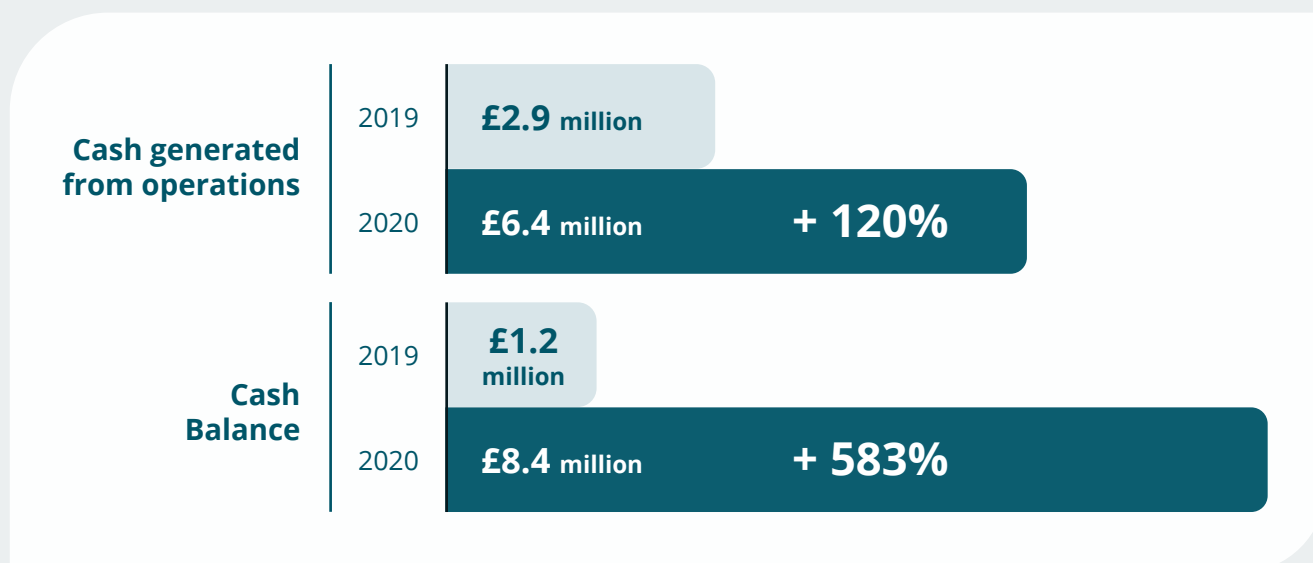 Cash generated
from operations
2019
£2.9 million
2020
£6.4 million
+ 120%
Cash
Balance
2019
£1.2
million
2020
£8.4 million
+ 583%